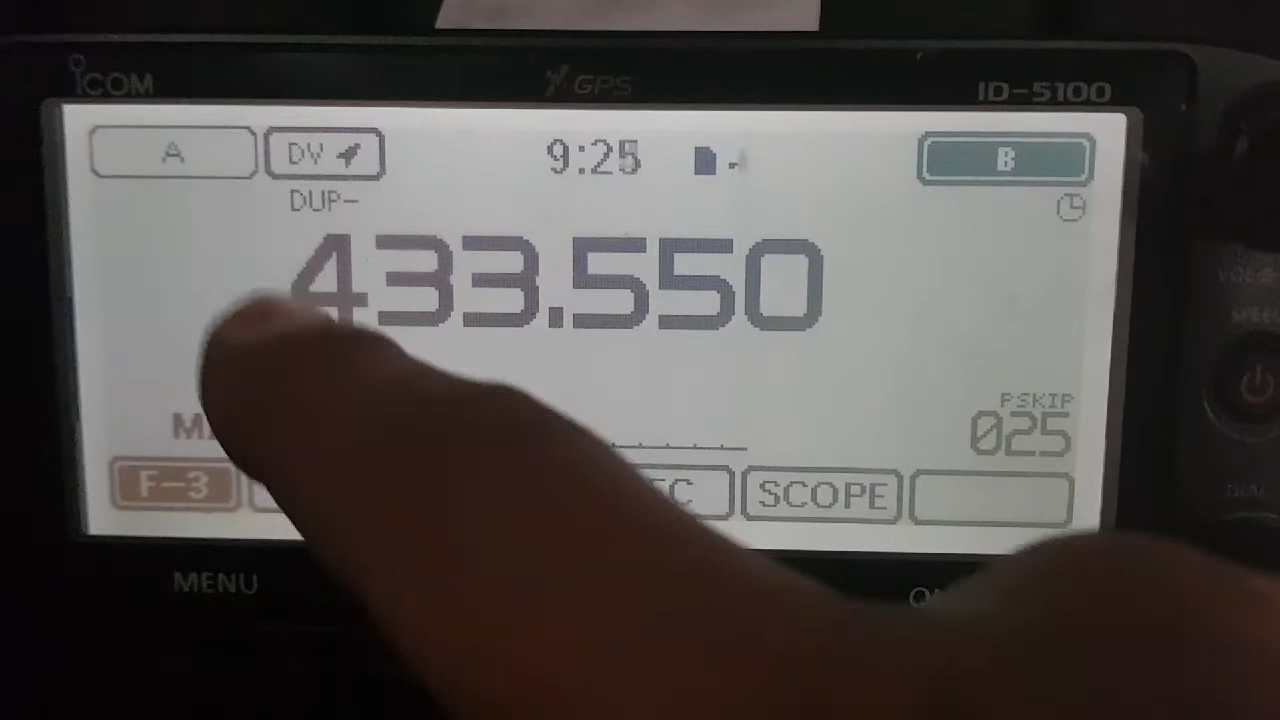 ICOM GPS ID-5100
A DV 9:25 B
DUP-
433.550
PSKIP
025
F-3 SCOPE
MENU